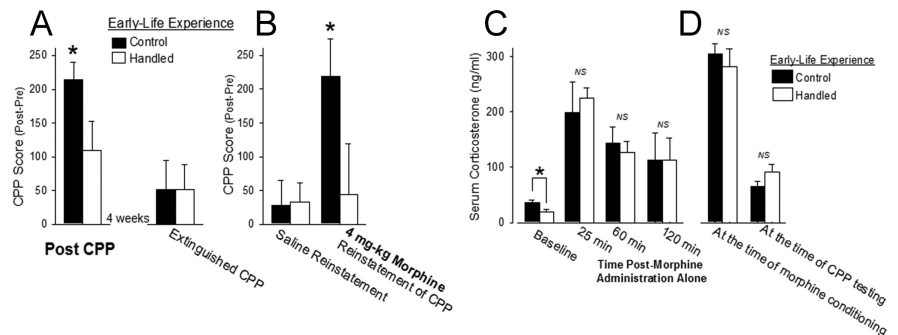 A
Early-Life Experience
Control
Handled
*
CPP Score (Post-Pre)
250
200
150
100
50
0
4 weeks
Post CPP
Extinguished CPP
B
*
CPP Score (Post-Pre)
250
200
150
100
50
0
Saline Reinstatement
4 mg-kg Morphine
Reinstatement of CPP
C
Serum Corticosterone (ng/ml)
300
200
100
0
*
NS
NS
NS
Baseline
25 min
60 min
120 min
Time Post-Morphine
Administration Alone
D
NS
NS
Early-Life Experience
Control
Handled
At the time of morphine conditioning
At the time of CPP testing